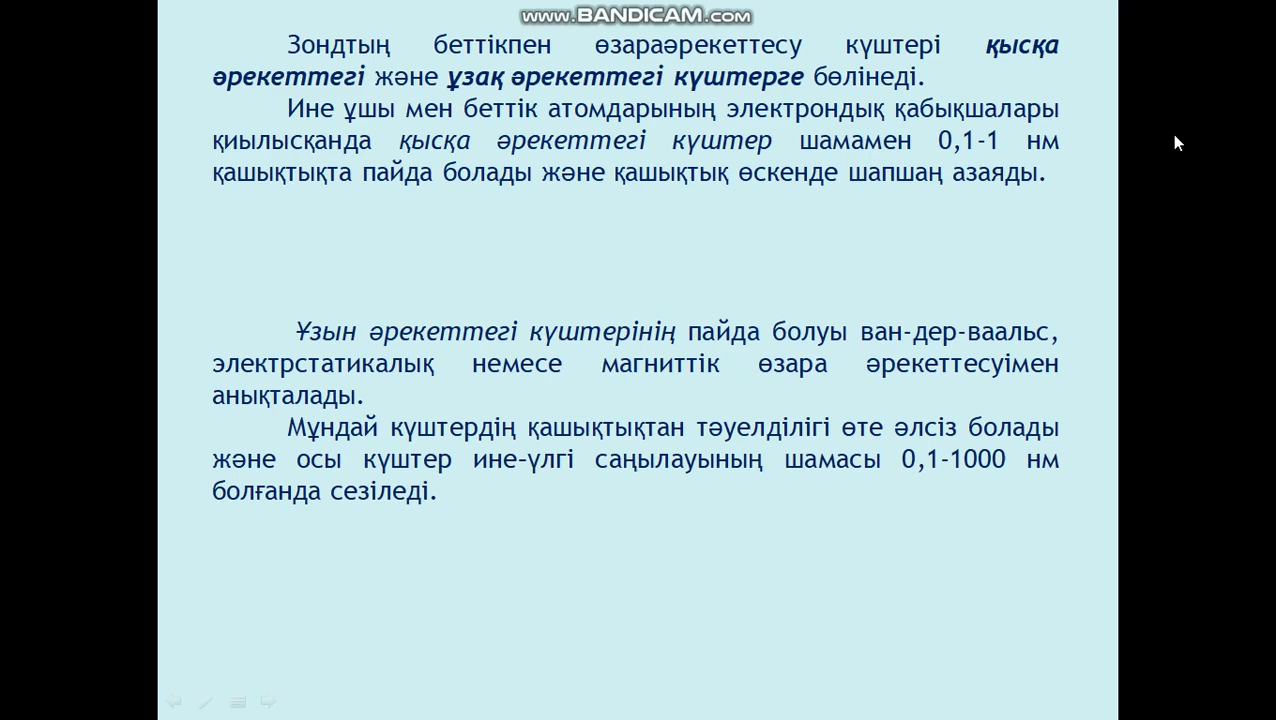 www.BANDICAM.com
Зондтың беттікпен өзараәрекеттесу күштері қысқа
әрекеттегі және ұзақ әрекеттегі күштерге бөлінеді.
Ине ұшы мен беттік атомдарының электрондық қабықшалары
қиылысқанда қысқа әрекеттегі күштер шамамен 0,1-1 нм
қашықтықта пайда болады және қашықтық өскенде шапшаң азаяды.
Ұзын әрекеттегі күштерінің пайда болуы ван-дер-ваальс,
электрстатикалық немесе магниттік өзара әрекеттесуімен
анықталады.
Мұндай күштердің қашықтықтан тәуелділігі өте әлсіз болады
және осы күштер ине–үлгі саңылауының шамасы 0,1-1000 нм
болғанда сезіледі.